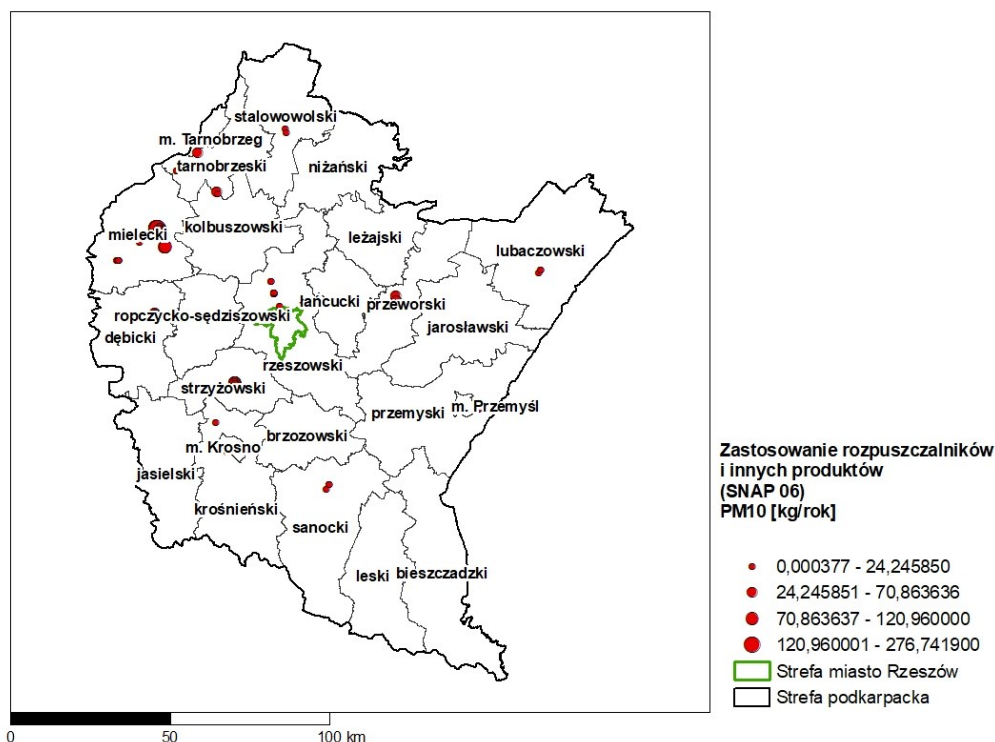 stalowowolski
m. Tarnobrzeg
tarnobrzeski
niżański
kolbuszowski
mielecki
leżajski
lubaczowski
łańcucki
przeworski
ropczycko-sędziszowski
jarosławski
dębicki
rzeszowski
strzyżowski
przemyski
m. Przemyśl
brzozowski
m. Krosno
jasielski
krośnieński
sanocki
leski
bieszczadzki
Zastosowanie rozpuszczalników
i innych produktów
(SNAP 06)
PM10 [kg/rok]
0,000377 - 24,245850
24,245851 - 70,863636
70,863637 - 120,960000
120,960001 - 276,741900
Strefa miasto Rzeszów
Strefa podkarpacka
0 50 100 km